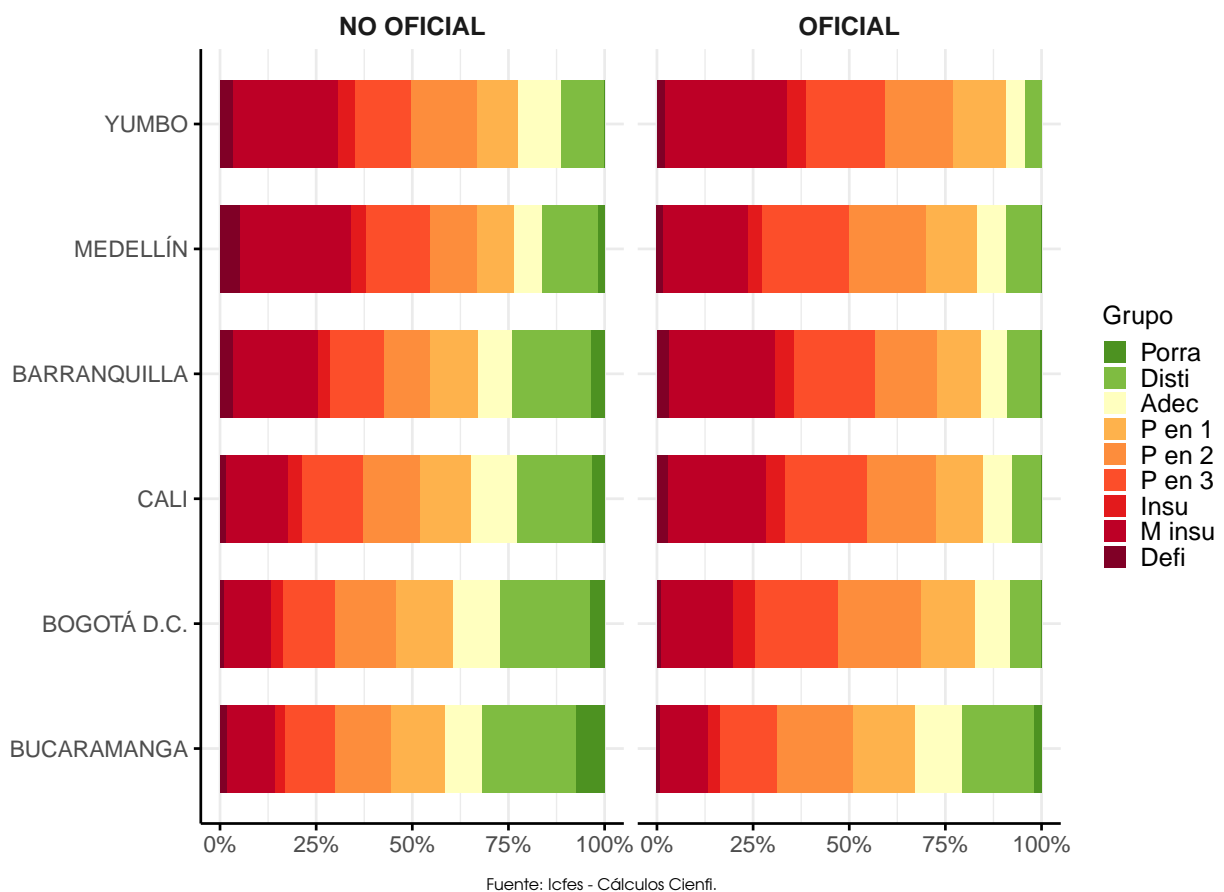 NO OFICIAL
OFICIAL
YUMBO
MEDELLÍN
BARRANQUILLA
CALI
BOGOTÁ D.C.
BUCARAMANGA
0% 25% 50% 75% 100%
0% 25% 50% 75% 100%
Grupo
Porra
Disti
Adec
P en 1
P en 2
P en 3
Insu
M insu
Defi
Fuente: Icfes - Cálculos Cienfi.